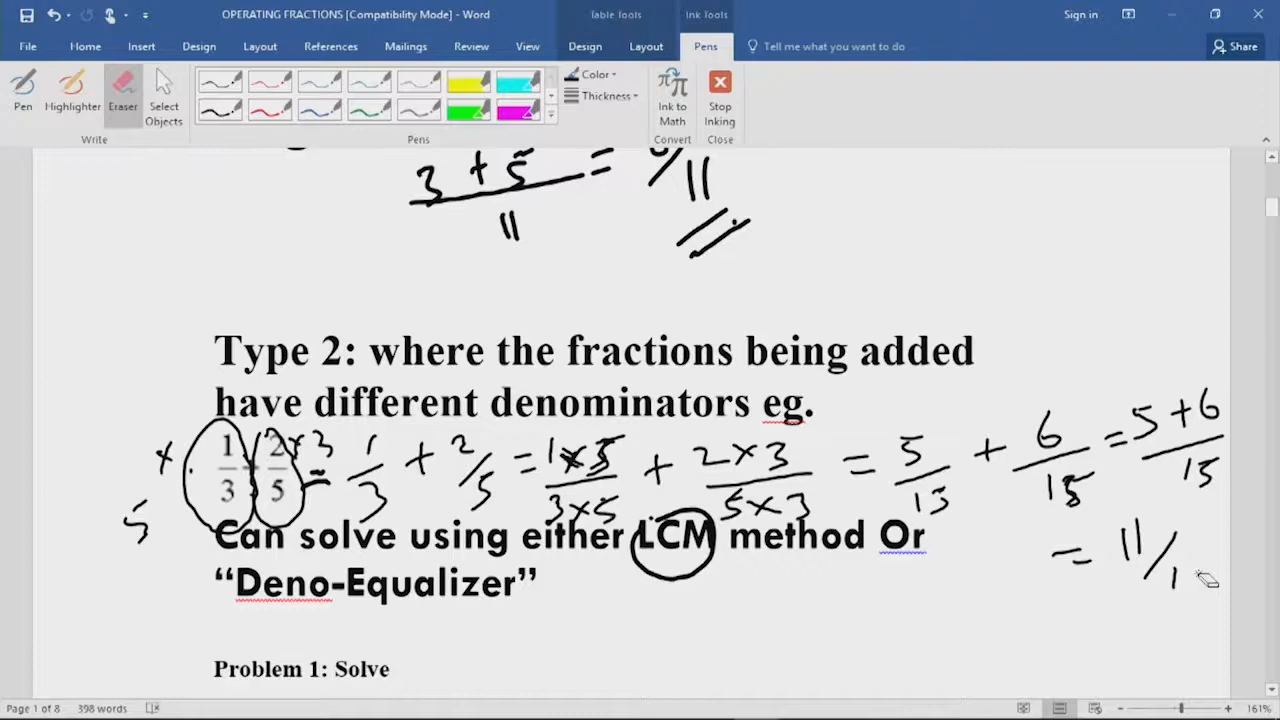 OPERATING FRACTIONS [Compatibility Mode] - Word
Table Tools
Ink Tools
Sign in
File Home Insert Design Layout References Mailings Review View Design Layout Pens Tell me what you want to do Share
Pen Highlighter Eraser Select Objects
Color
Thickness
Ink to Math
Stop Inking
Write Pens Convert Close
3 + 5 = /11
11
Type 2: where the fractions being added
have different denominators eg.
1/3 + 2/5 = 1/3 + 2/5 = 1×5/3×5 + 2×3/5×3 = 5/15 + 6/15 = 5+6/15
× 5
×3
= 11/1
Can solve using either LCM method Or
“Deno-Equalizer”
Problem 1: Solve
Page 1 of 8 398 words 161%